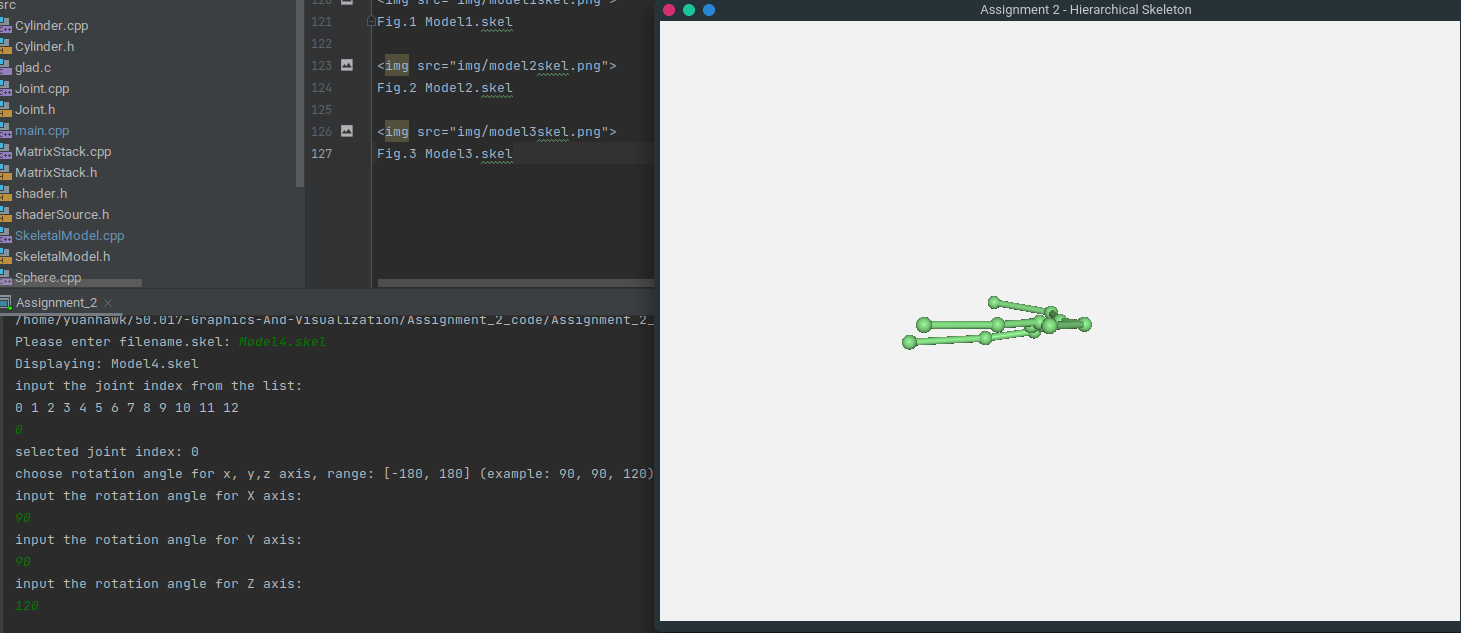 src
Cylinder.cpp
Cylinder.h
glad.c
Joint.cpp
Joint.h
main.cpp
MatrixStack.cpp
MatrixStack.h
shader.h
shaderSource.h
SkeletalModel.cpp
SkeletalModel.h
Sphere.cpp
120 <img src="img/model1skel.png">
121 Fig.1 Model1.skel
122
123 <img src="img/model2skel.png">
124 Fig.2 Model2.skel
125
126 <img src="img/model3skel.png">
127 Fig.3 Model3.skel
Assignment 2 - Hierarchical Skeleton
Assignment_2
/home/yuanhawk/50.017-Graphics-And-Visualization/Assignment_2_code/Assignment_2_
Please enter filename.skel: Model4.skel
Displaying: Model4.skel
input the joint index from the list:
0 1 2 3 4 5 6 7 8 9 10 11 12
0
selected joint index: 0
choose rotation angle for x, y,z axis, range: [-180, 180] (example: 90, 90, 120)
input the rotation angle for X axis:
90
input the rotation angle for Y axis:
90
input the rotation angle for Z axis:
120